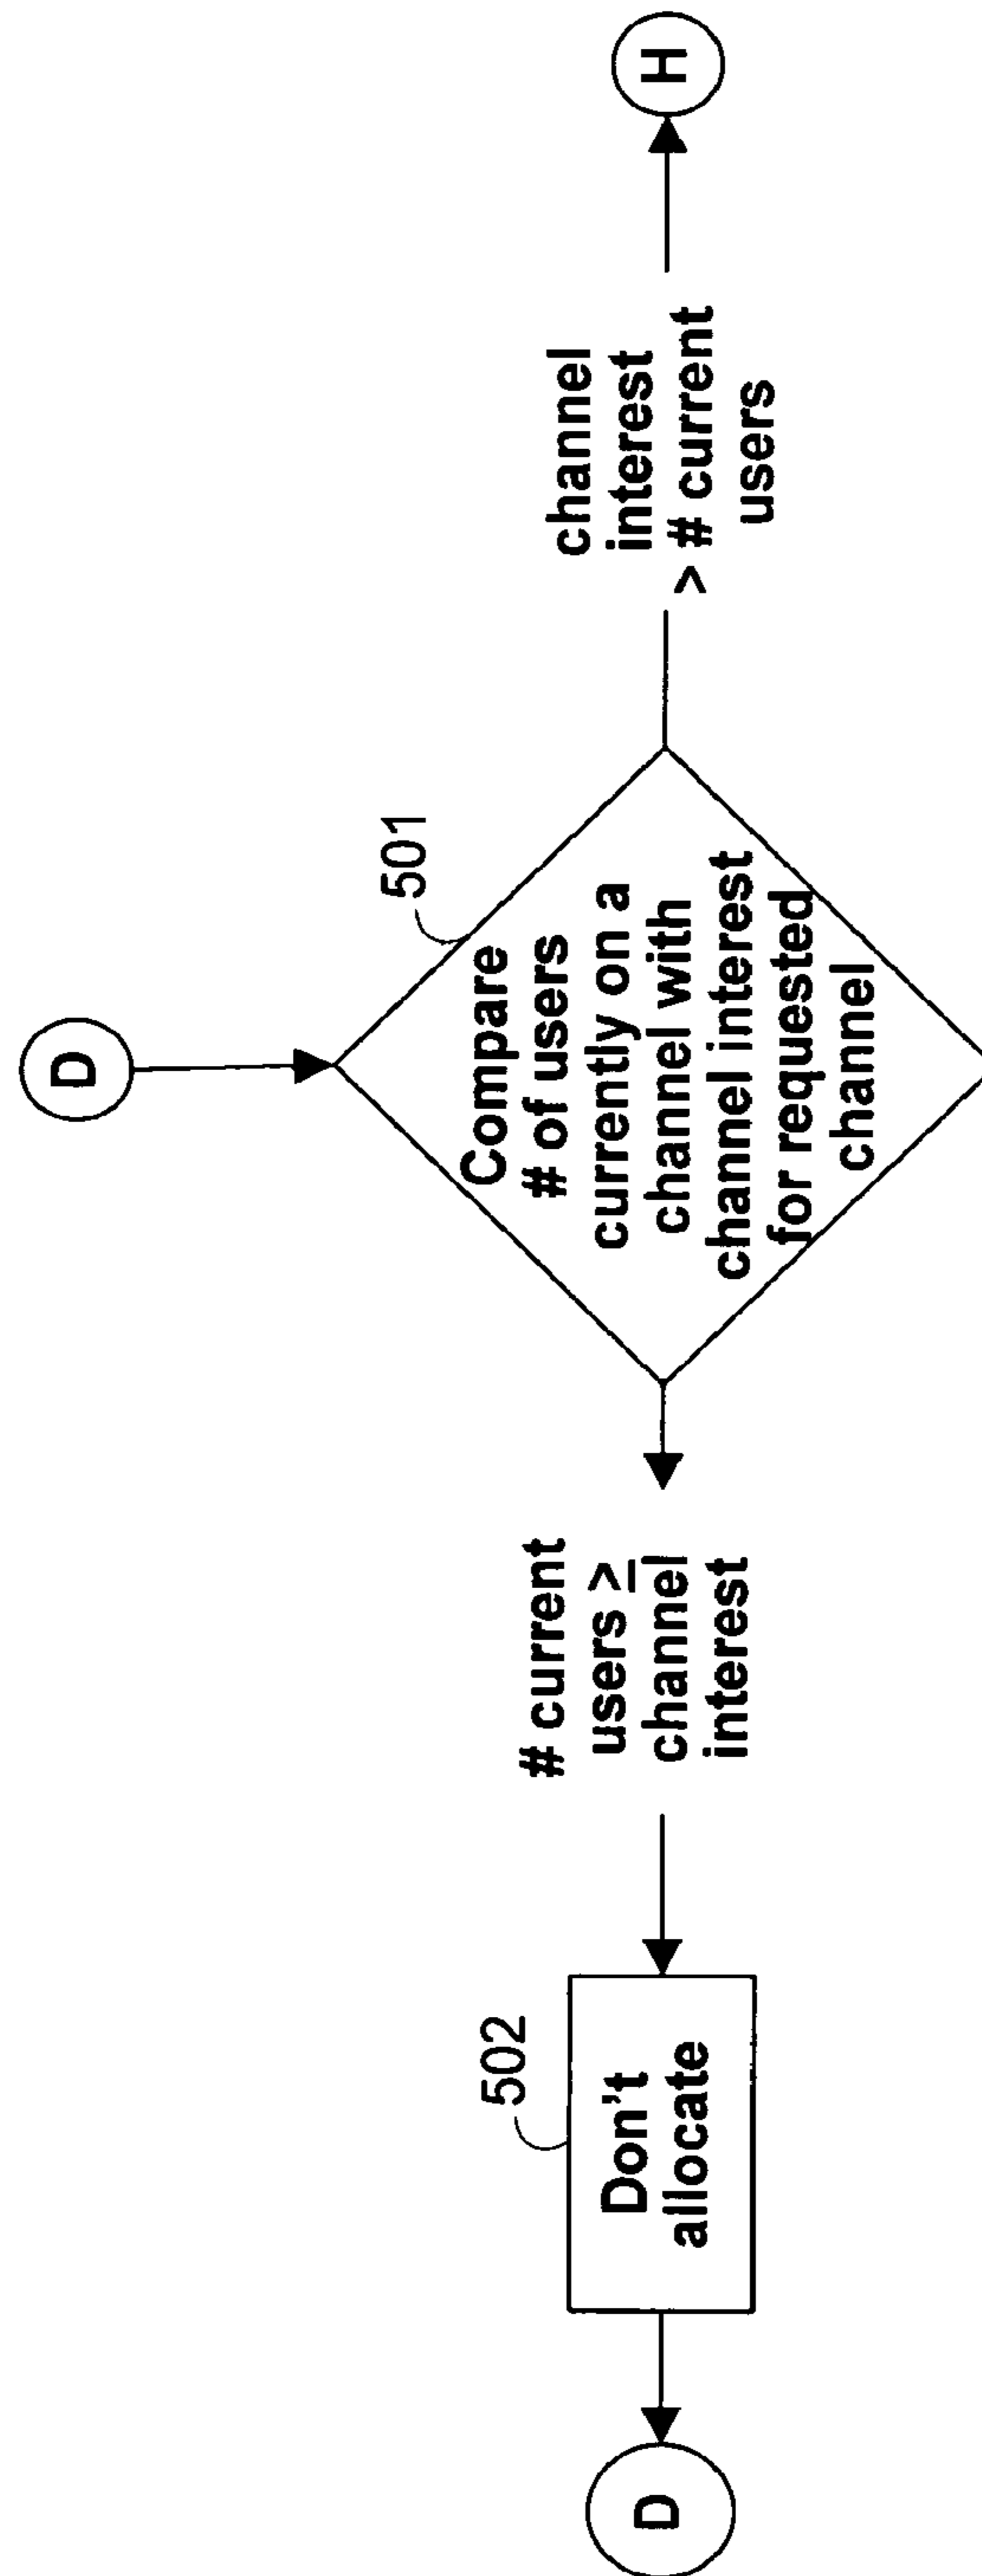 D
501
Compare
# of users
currently on a
channel with
channel interest
for requested
channel
channel
interest
> # current
users
H
# current
users ≥
channel
interest
502
Don't
allocate
D